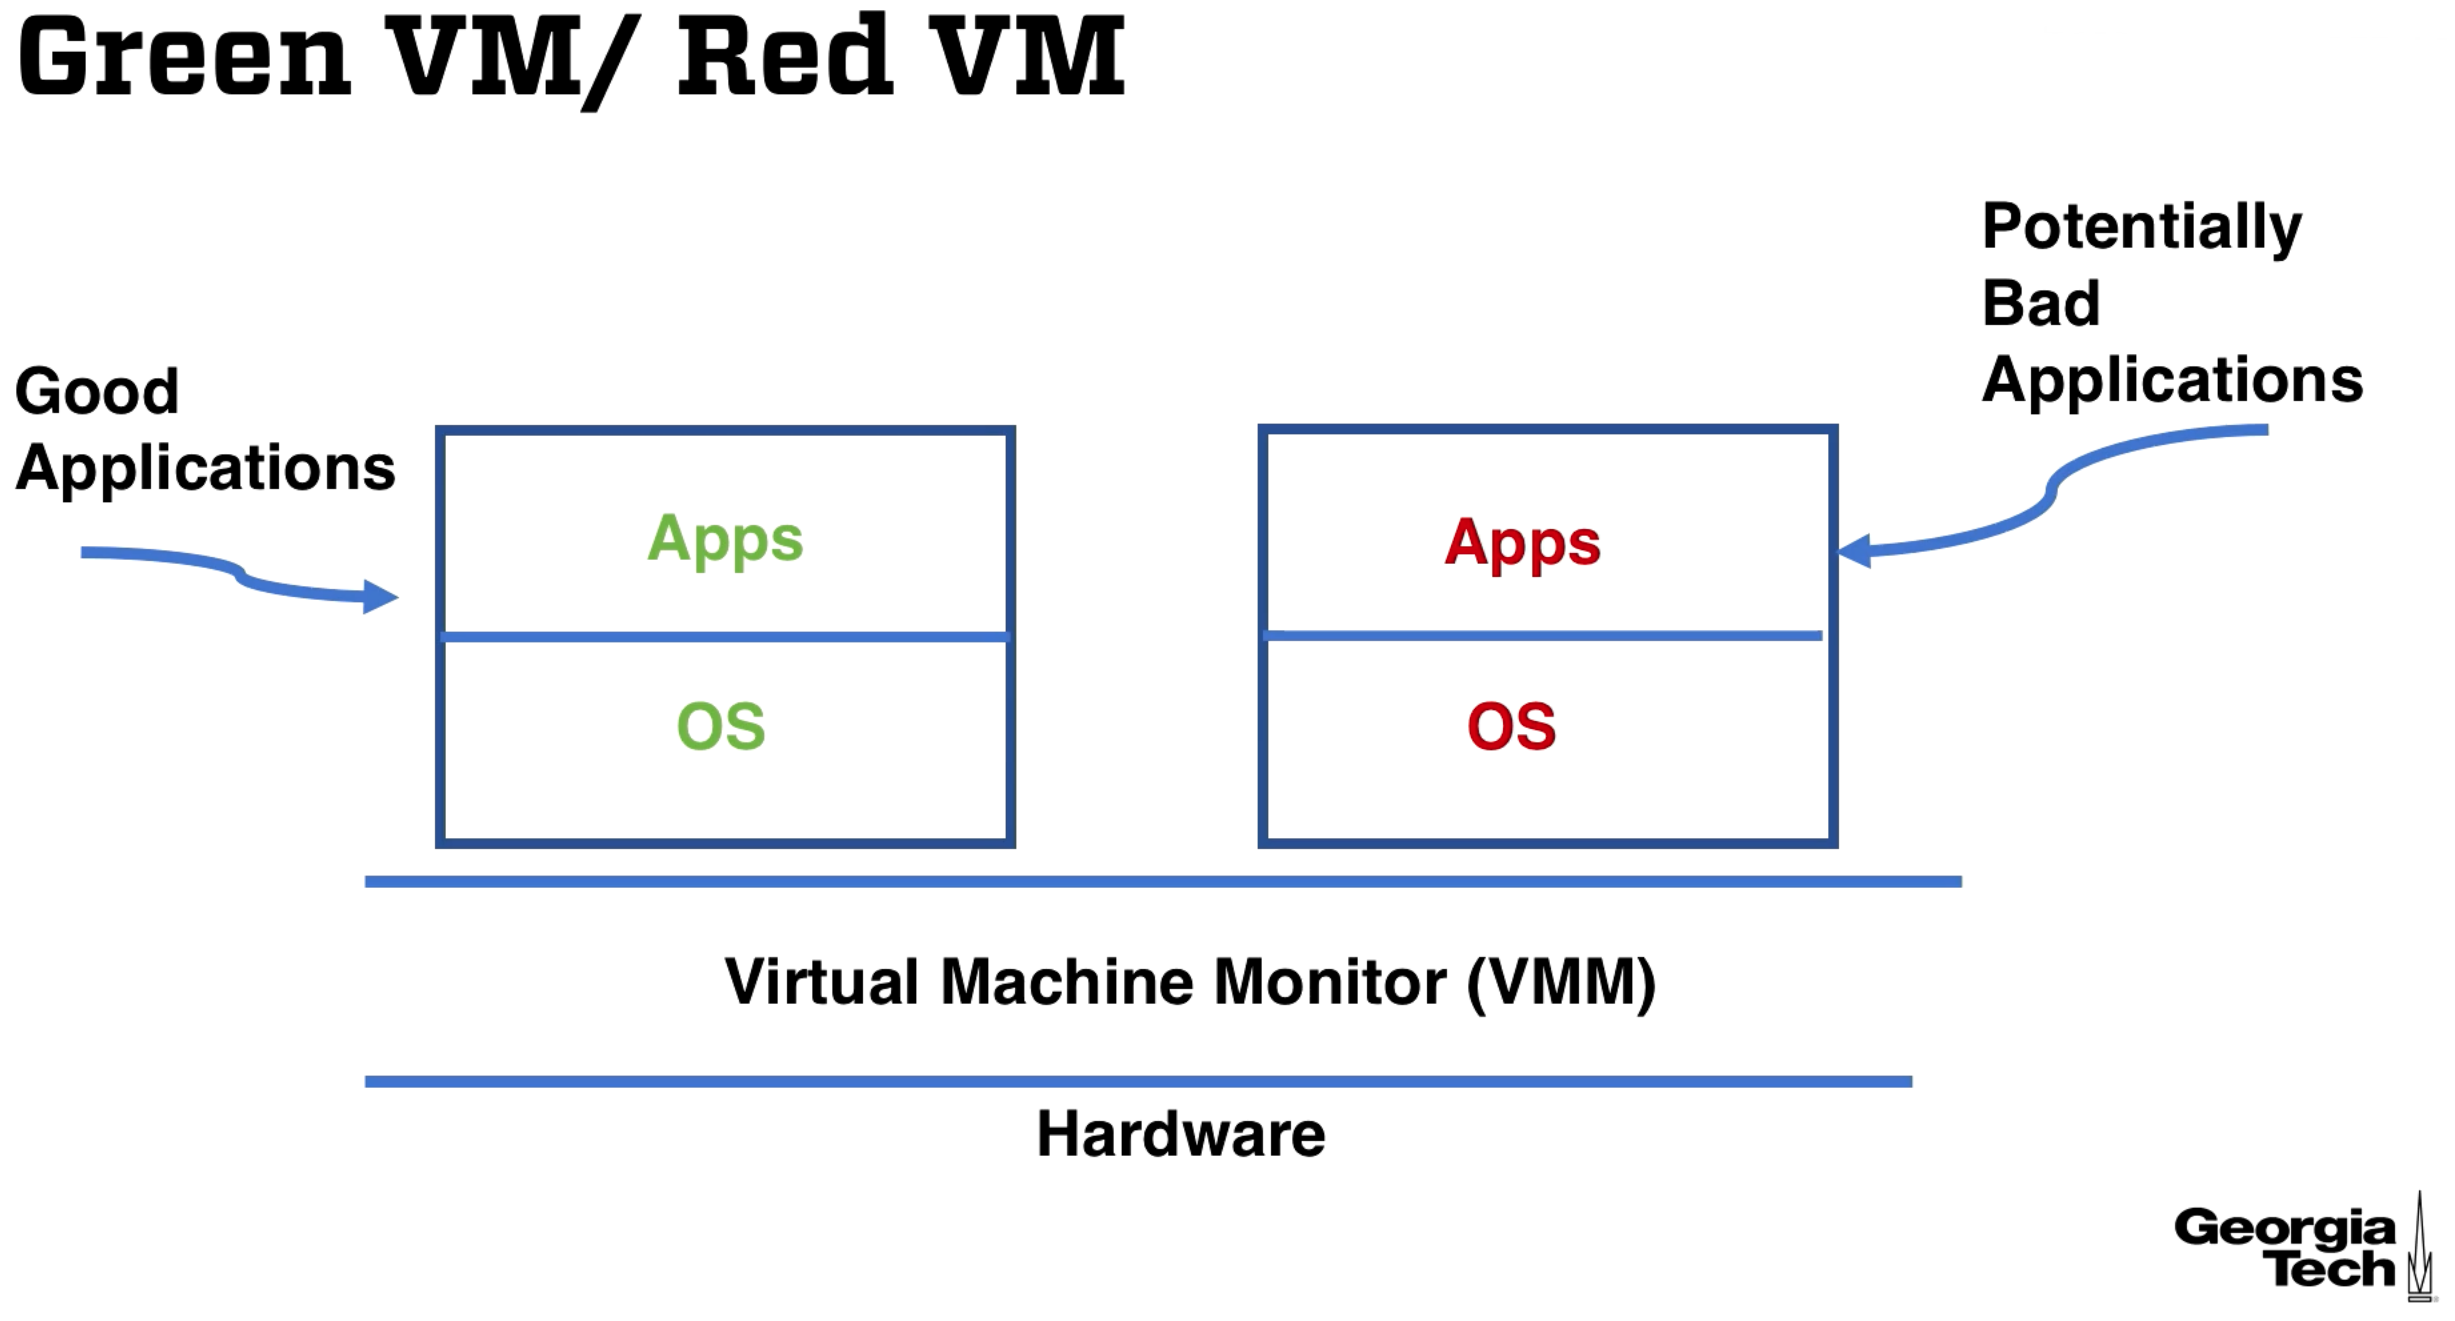 Green VM/ Red VM
Potentially
Bad
Applications
Good
Applications
Apps
Apps
OS
OS
Virtual Machine Monitor (VMM)
Hardware
Georgia
Tech